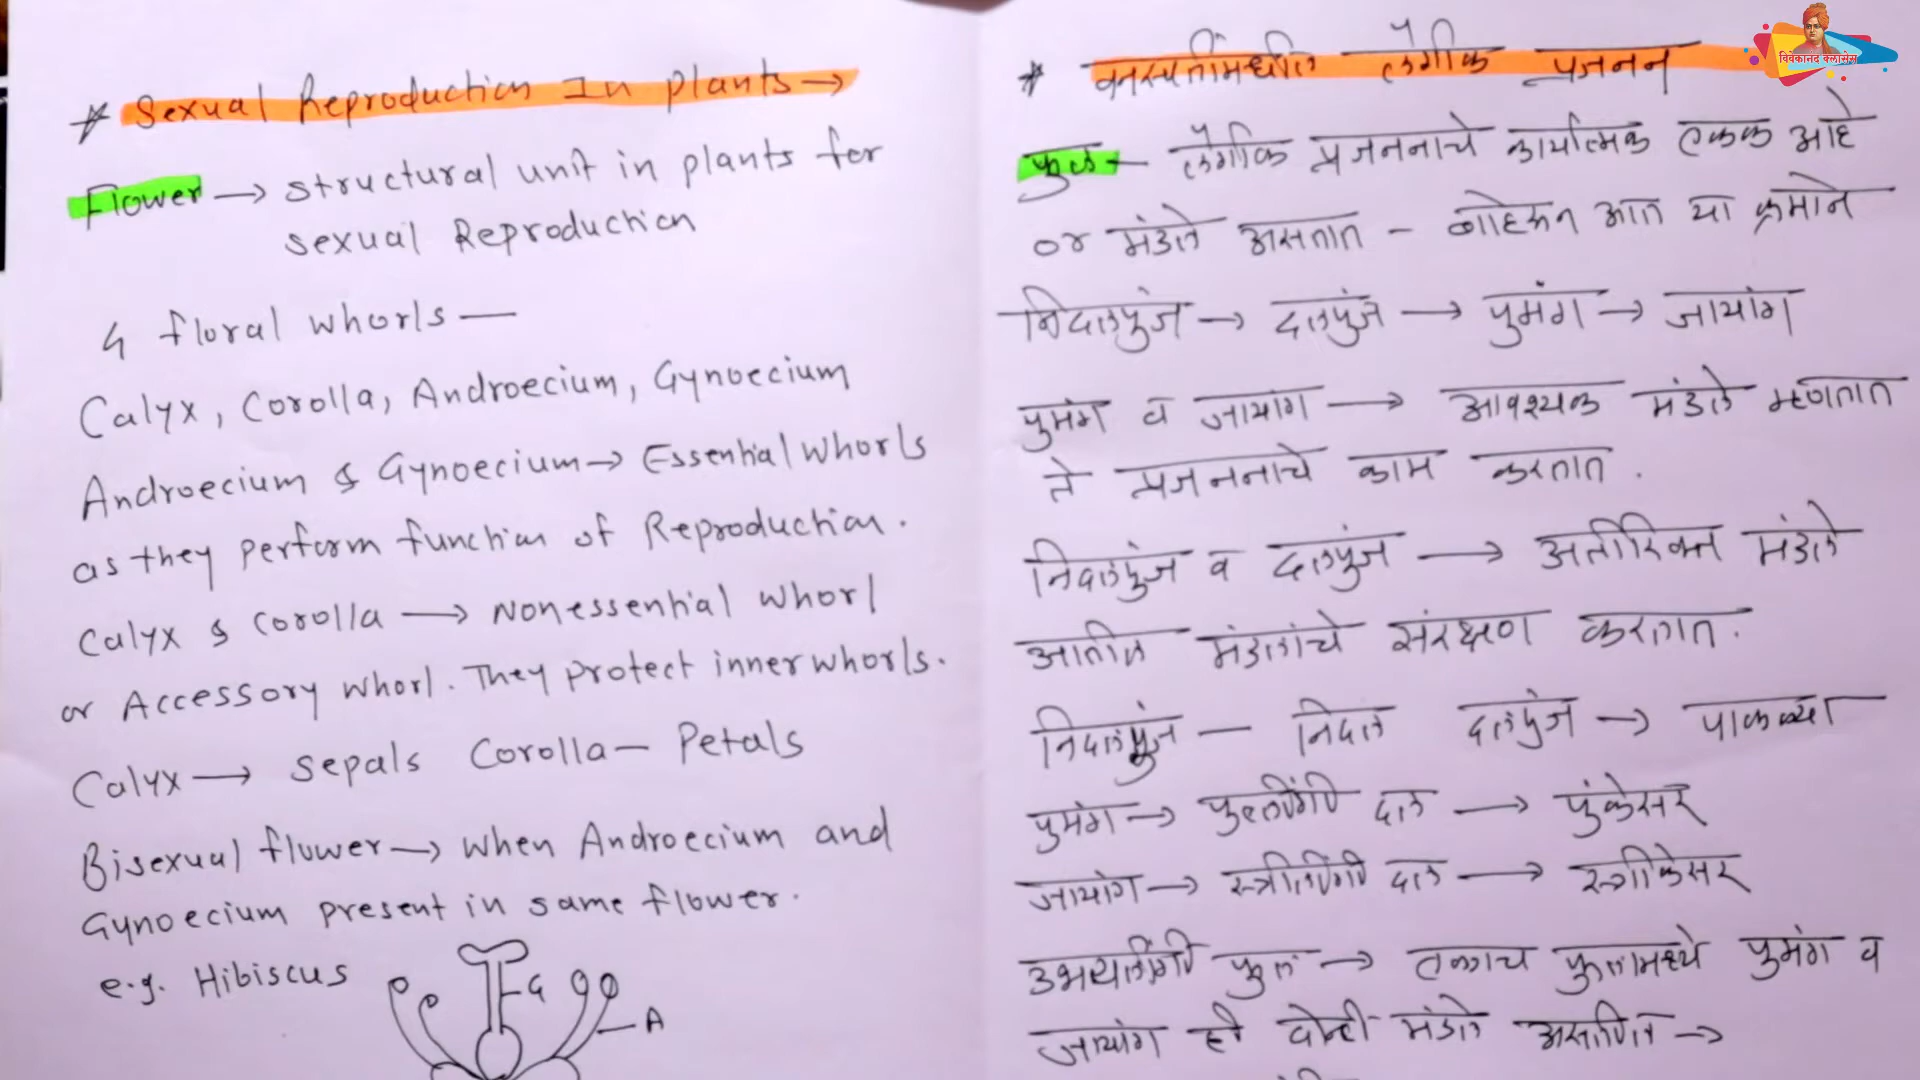 * Sexual Reproduction In plants →
Flower → structural unit in plants for
sexual Reproduction
4 floral whorls —
Calyx, Corolla, Androecium, Gynoecium
Androecium & Gynoecium → Essential whorls
as they perform function of Reproduction.
Calyx & Corolla → Nonessential whorl
or Accessory whorl. They protect inner whorls.
Calyx → sepals Corolla — Petals
Bisexual flower → when Androecium and
Gynoecium present in same flower.
e.g. Hibiscus
G
A
* वनस्पतींमधील लैंगीक प्रजनन
फुल — लैंगीक प्रजननाचे कार्यात्मक एकक आहे
or मंडले असतात - बाहेरून आत या क्रमाने
निदलपुंज → दलपुंज → पुमंग → जायांग
पुमंग व जायांग → आवश्यक मंडले म्हणतात
ते प्रजननाचे काम करतात.
निदलपुंज व दलपुंज → अतीरिक्त मंडले
आतील मंडलांचे संरक्षण करतात.
निदलपुंज — निदल दलपुंज → पाकळ्या
पुमंग → पुल्लींगी दल → पुंकेसर
जायांग → स्त्रीलींगी दल → स्त्रीकेसर
उभयलींगी फुल → एकाच फुलामध्ये पुमंग व
जायांग ही दोन्ही मंडले असतील →
विवेकानंद क्लासेस